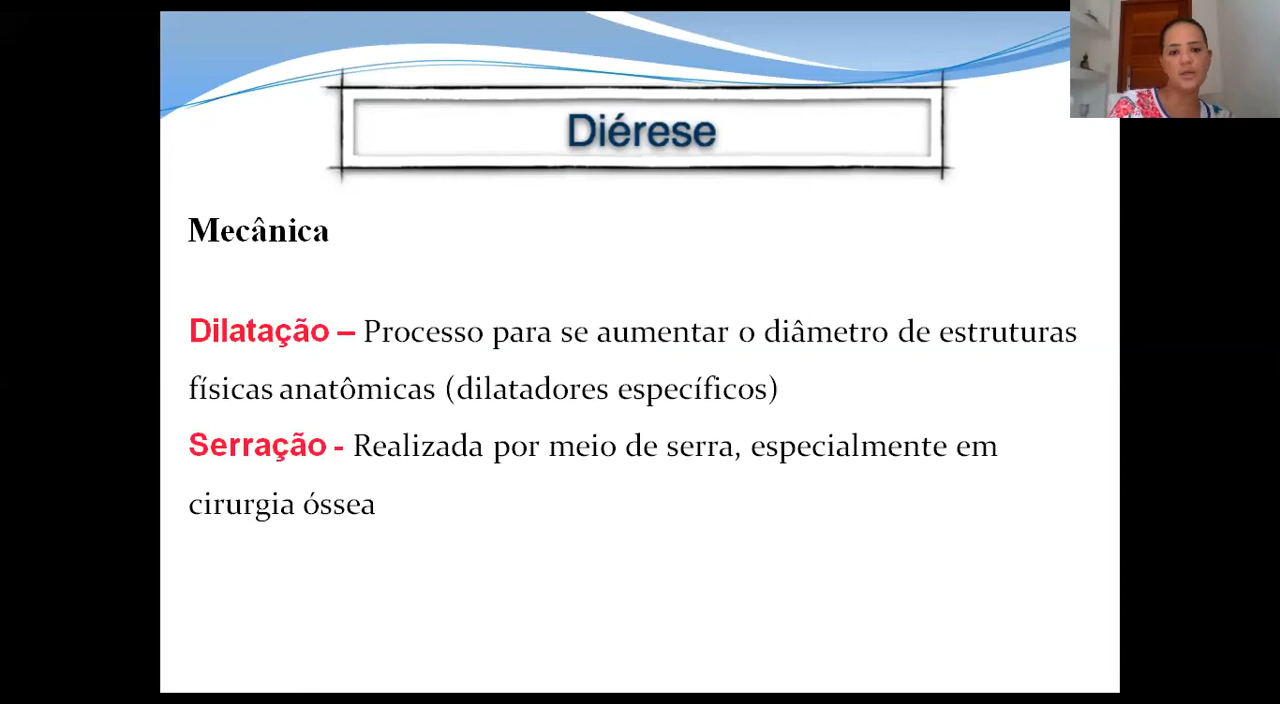 Diérese
Mecânica
Dilatação – Processo para se aumentar o diâmetro de estruturas
físicas anatômicas (dilatadores específicos)
Serração - Realizada por meio de serra, especialmente em
cirurgia óssea